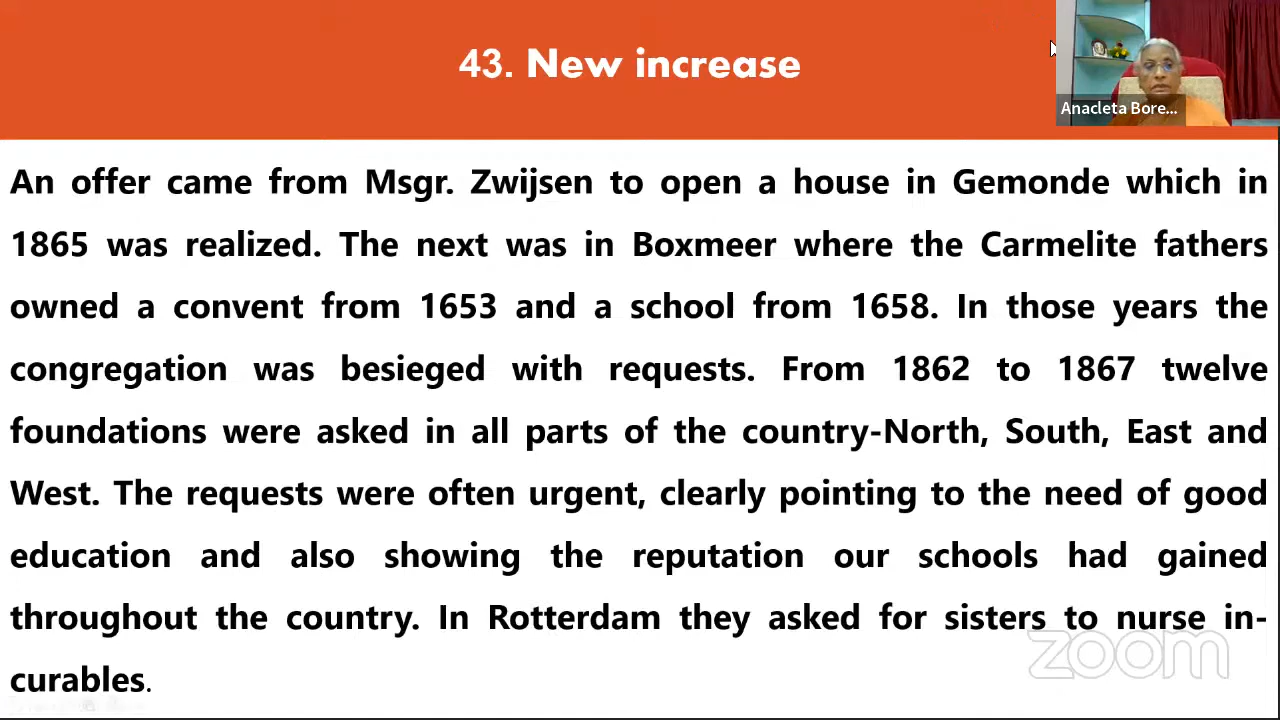 43. New increase
Anacleta Bore...
An offer came from Msgr. Zwijsen to open a house in Gemonde which in
1865 was realized. The next was in Boxmeer where the Carmelite fathers
owned a convent from 1653 and a school from 1658. In those years the
congregation was besieged with requests. From 1862 to 1867 twelve
foundations were asked in all parts of the country-North, South, East and
West. The requests were often urgent, clearly pointing to the need of good
education and also showing the reputation our schools had gained
throughout the country. In Rotterdam they asked for sisters to nurse in-
curables.
zoom